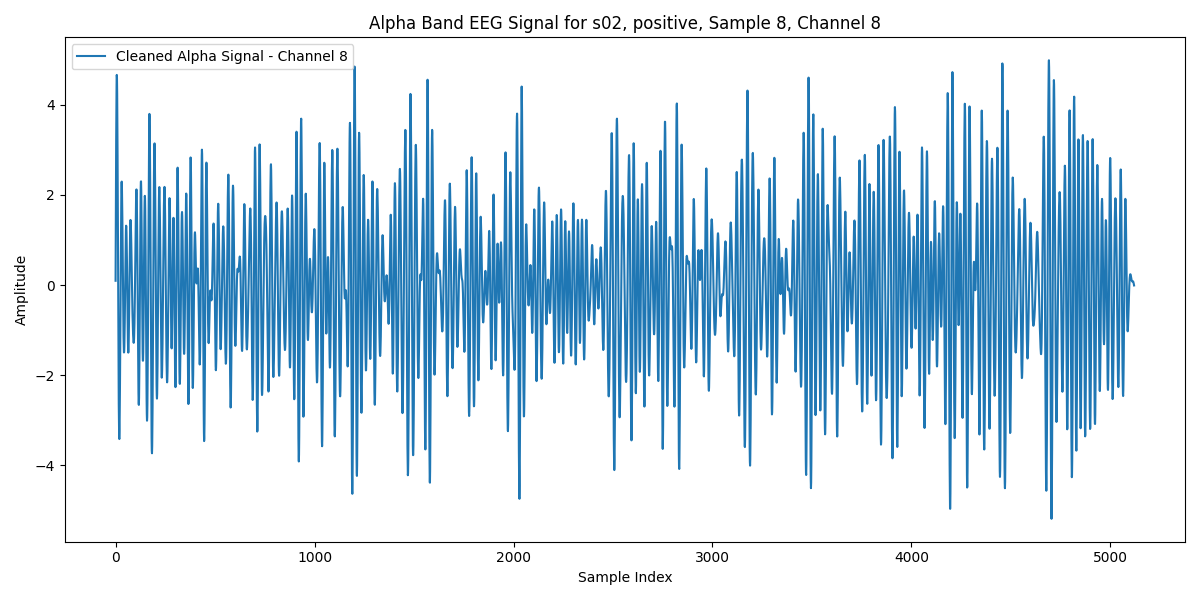 Alpha Band EEG Signal for s02, positive, Sample 8, Channel 8
Cleaned Alpha Signal - Channel 8
Amplitude
4
2
0
−2
−4
0 1000 2000 3000 4000 5000
Sample Index